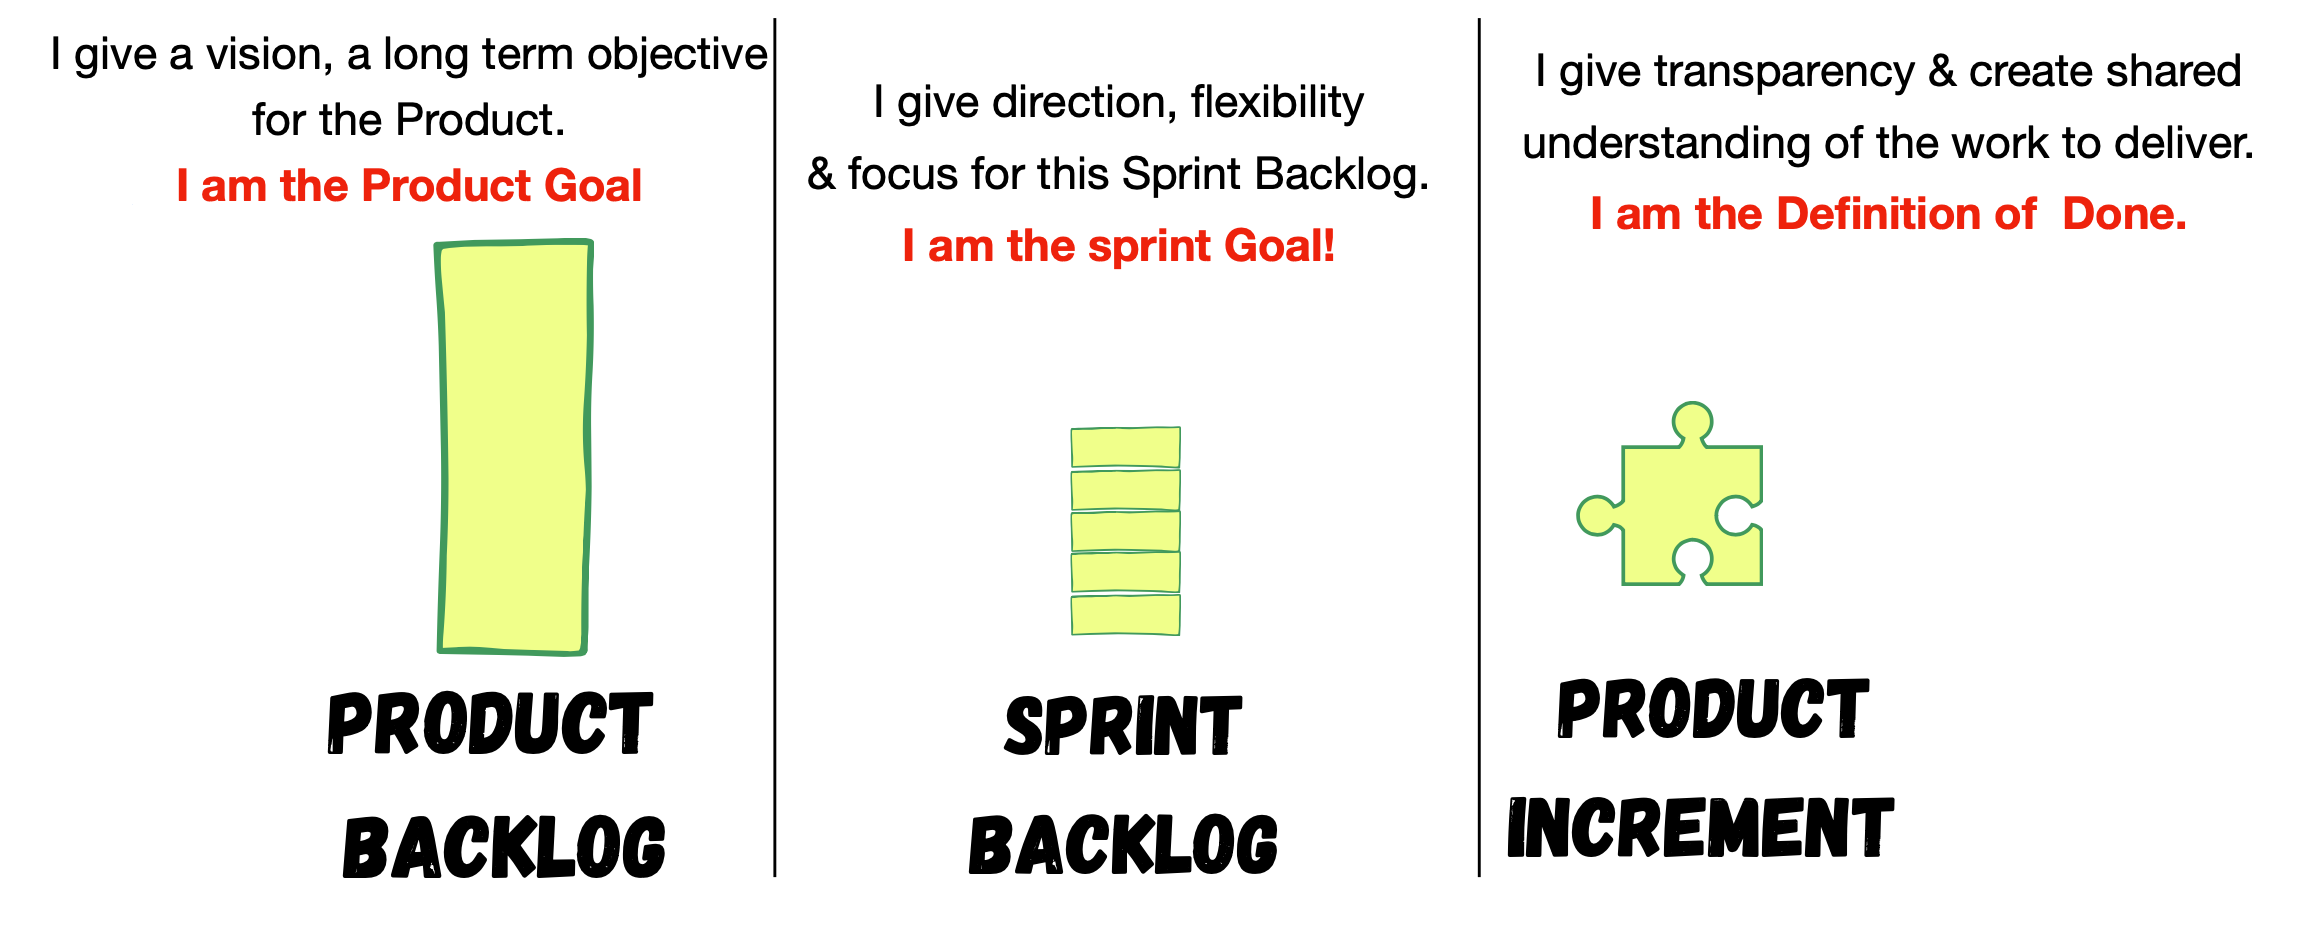 I give a vision, a long term objective
for the Product.
I am the Product Goal
PRODUCT
BACKLOG
I give direction, flexibility
& focus for this Sprint Backlog.
I am the sprint Goal!
SPRINT
BACKLOG
I give transparency & create shared
understanding of the work to deliver.
I am the Definition of  Done.
PRODUCT
INCREMENT